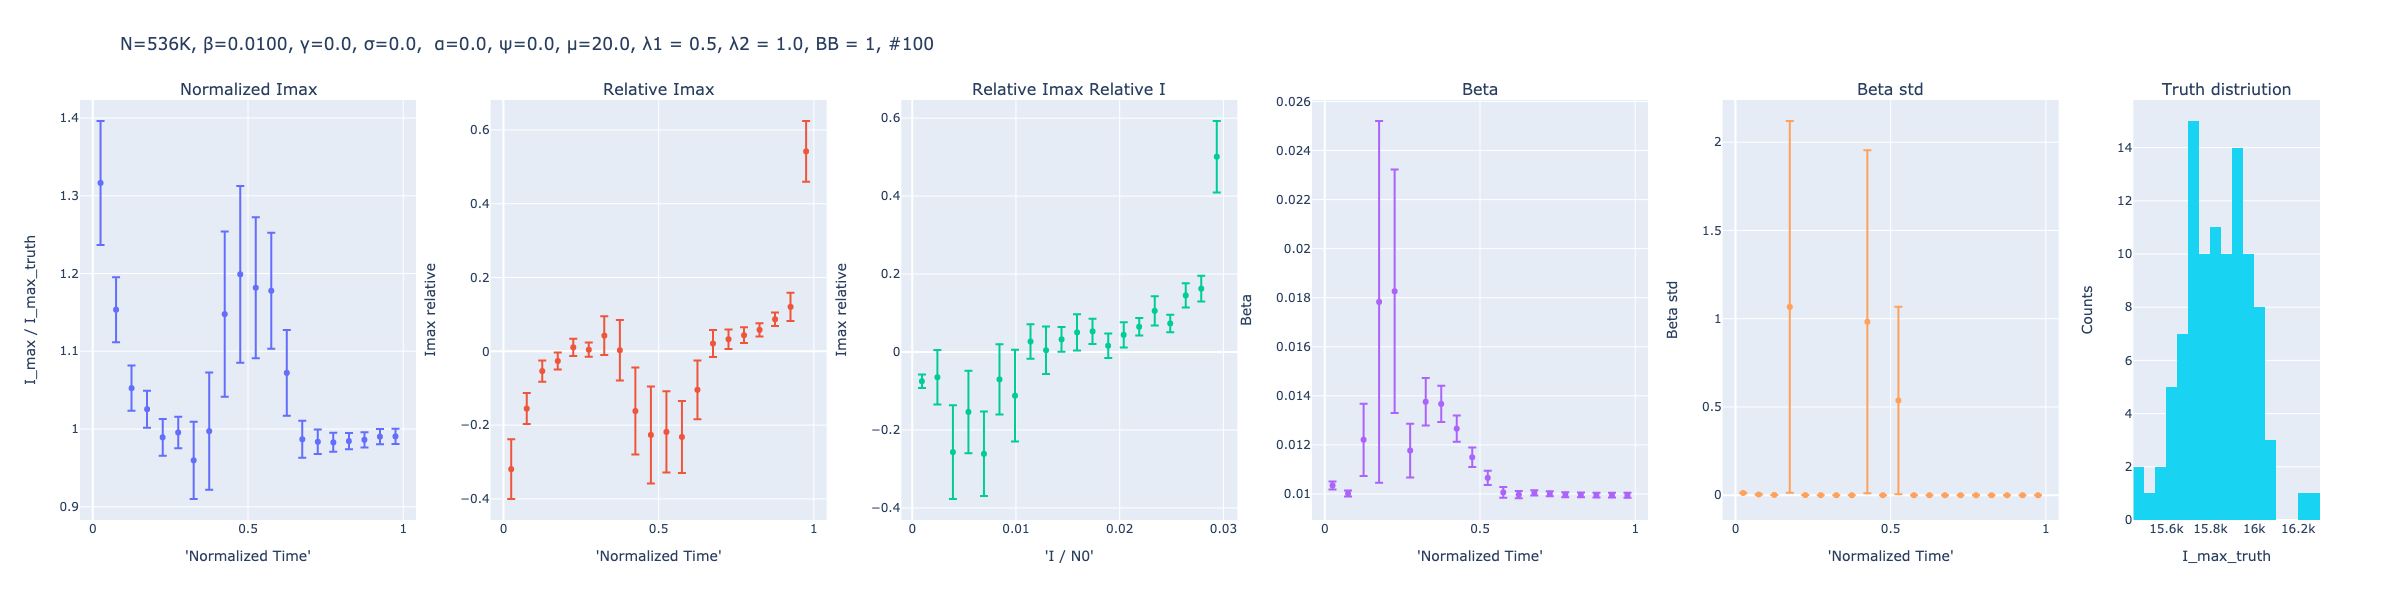 N=536K, β=0.0100, γ=0.0, σ=0.0, α=0.0, ψ=0.0, μ=20.0, λ1 = 0.5, λ2 = 1.0, BB = 1, #100
Normalized Imax
I_max / I_max_truth
1.4
1.3
1.2
1.1
1
0.9
0
0.5
1
'Normalized Time'
Relative Imax
Imax relative
0.6
0.4
0.2
0
−0.2
−0.4
0
0.5
1
'Normalized Time'
Relative Imax Relative I
Imax relative
0.6
0.4
0.2
0
−0.2
−0.4
0
0.01
0.02
0.03
'I / N0'
Beta
Beta
0.026
0.024
0.022
0.02
0.018
0.016
0.014
0.012
0.01
0
0.5
1
'Normalized Time'
Beta std
Beta std
2
1.5
1
0.5
0
0
0.5
1
'Normalized Time'
Truth distriution
Counts
14
12
10
8
6
4
2
0
15.6k
15.8k
16k
16.2k
I_max_truth